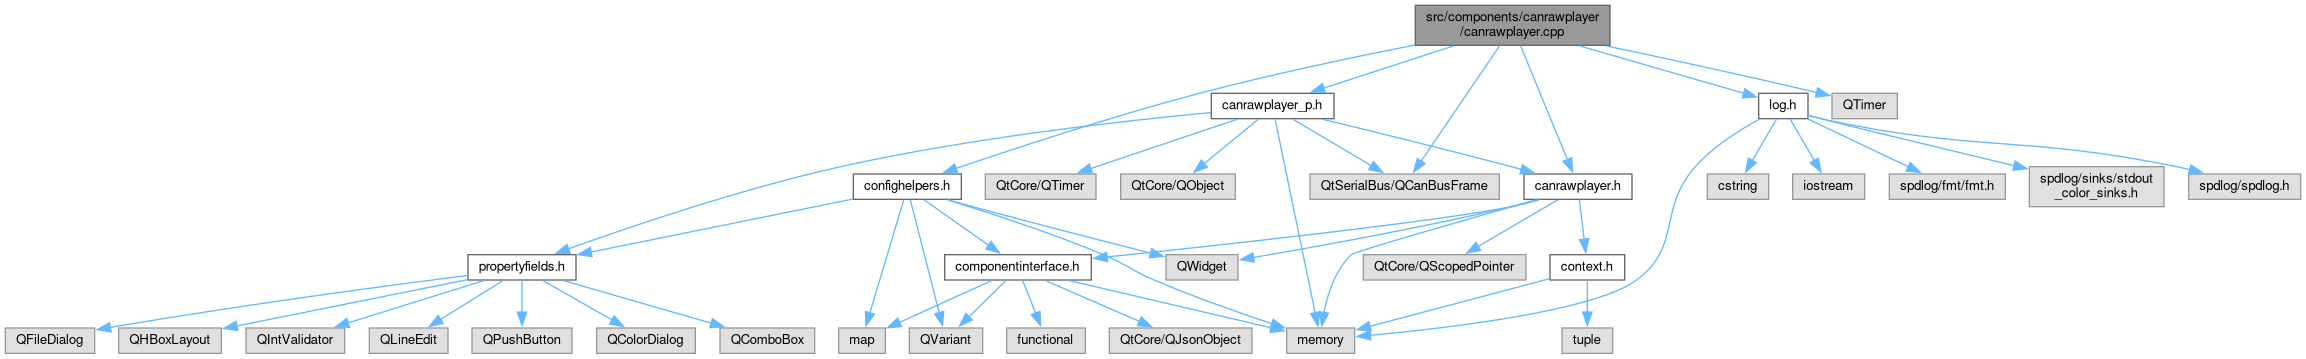 src/components/canrawplayer
/canrawplayer.cpp
canrawplayer_p.h
log.h
QTimer
confighelpers.h
QtCore/QTimer
QtCore/QObject
QtSerialBus/QCanBusFrame
canrawplayer.h
cstring
iostream
spdlog/fmt/fmt.h
spdlog/sinks/stdout
_color_sinks.h
spdlog/spdlog.h
propertyfields.h
componentinterface.h
QWidget
QtCore/QScopedPointer
context.h
QFileDialog
QHBoxLayout
QIntValidator
QLineEdit
QPushButton
QColorDialog
QComboBox
map
QVariant
functional
QtCore/QJsonObject
memory
tuple